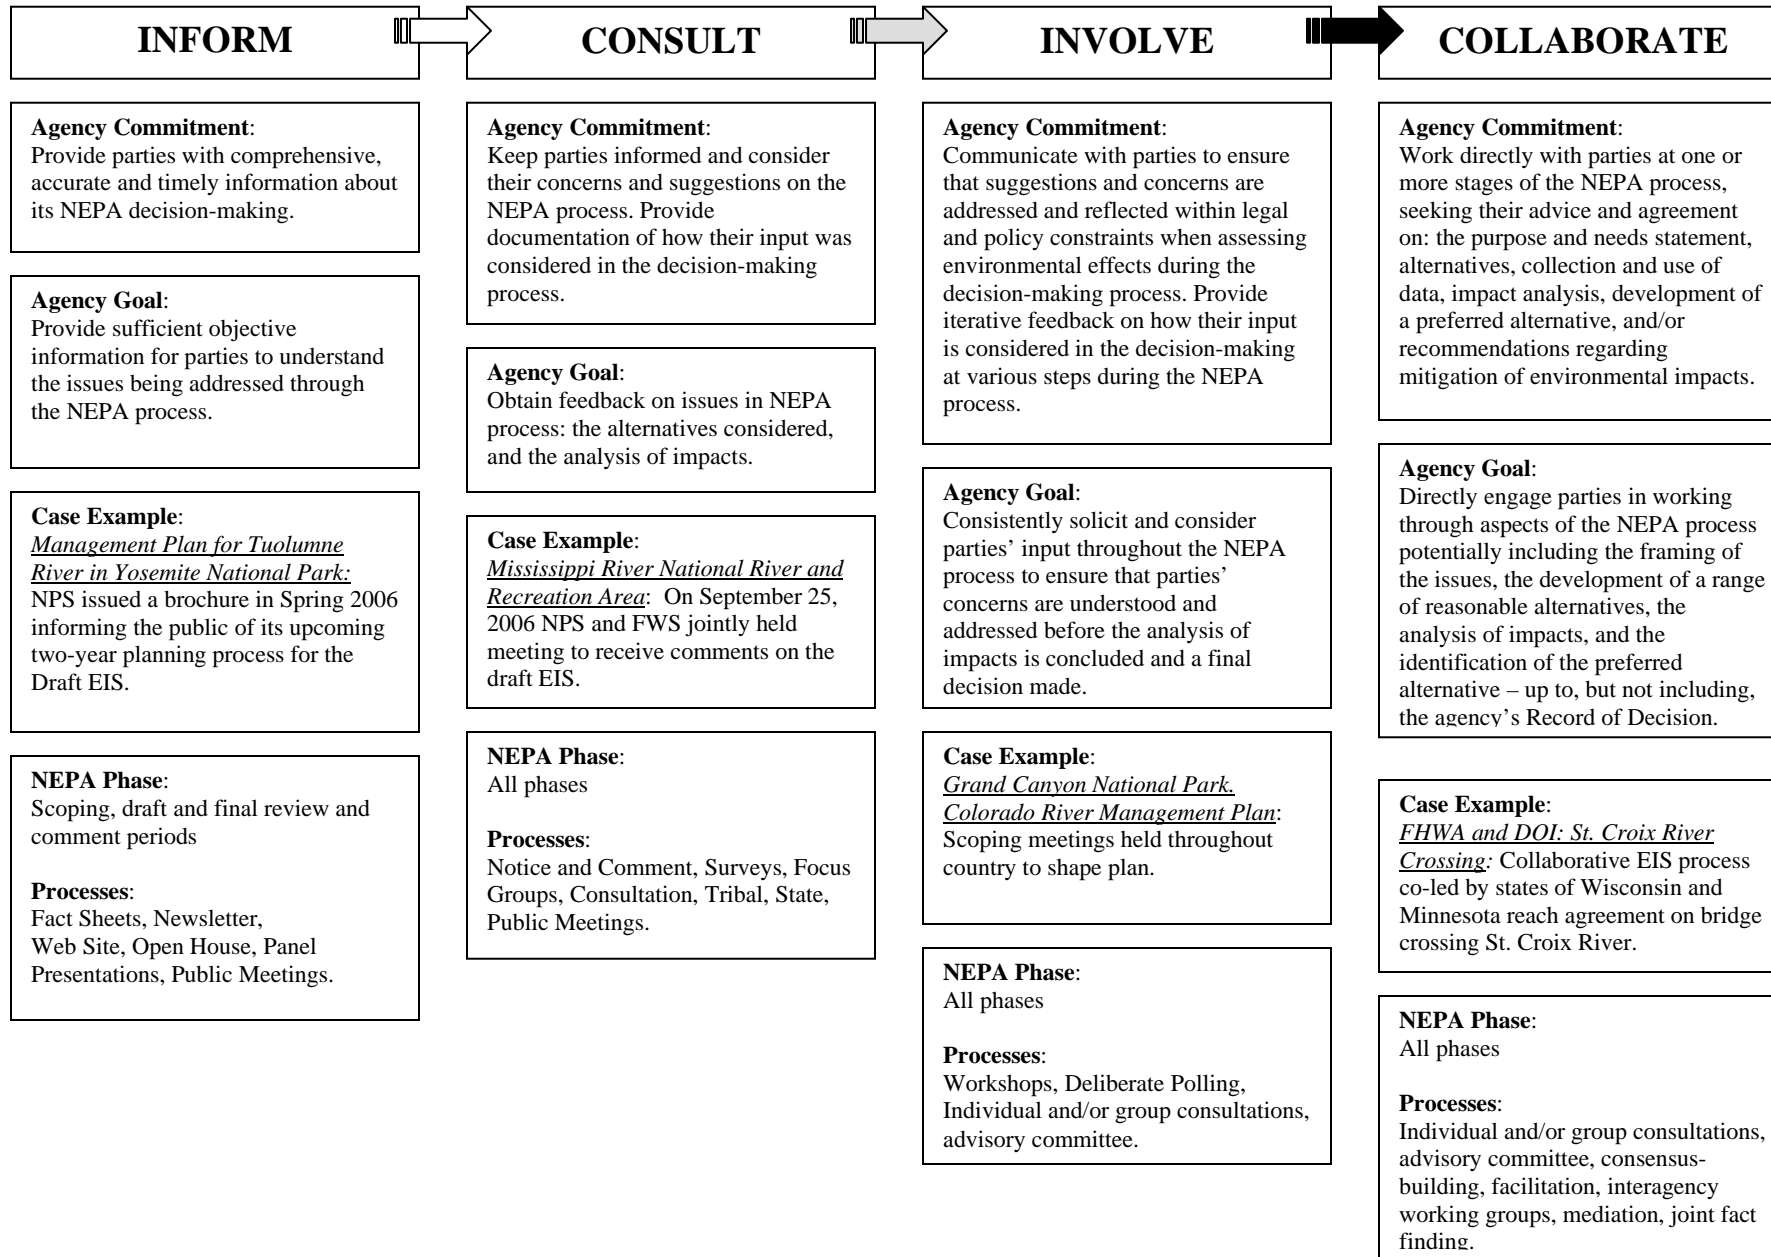 INFORM
CONSULT
INVOLVE
COLLABORATE
Agency Commitment:
Provide parties with comprehensive,
accurate and timely information about
its NEPA decision-making.
Agency Goal:
Provide sufficient objective
information for parties to understand
the issues being addressed through
the NEPA process.
Case Example:
Management Plan for Tuolumne
River in Yosemite National Park:
NPS issued a brochure in Spring 2006
informing the public of its upcoming
two-year planning process for the
Draft EIS.
NEPA Phase:
Scoping, draft and final review and
comment periods
Processes:
Fact Sheets, Newsletter,
Web Site, Open House, Panel
Presentations, Public Meetings.
Agency Commitment:
Keep parties informed and consider
their concerns and suggestions on the
NEPA process. Provide
documentation of how their input was
considered in the decision-making
process.
Agency Goal:
Obtain feedback on issues in NEPA
process: the alternatives considered,
and the analysis of impacts.
Case Example:
Mississippi River National River and
Recreation Area: On September 25,
2006 NPS and FWS jointly held
meeting to receive comments on the
draft EIS.
NEPA Phase:
All phases
Processes:
Notice and Comment, Surveys, Focus
Groups, Consultation, Tribal, State,
Public Meetings.
Agency Commitment:
Communicate with parties to ensure
that suggestions and concerns are
addressed and reflected within legal
and policy constraints when assessing
environmental effects during the
decision-making process. Provide
iterative feedback on how their input
is considered in the decision-making
at various steps during the NEPA
process.
Agency Goal:
Consistently solicit and consider
parties’ input throughout the NEPA
process to ensure that parties’
concerns are understood and
addressed before the analysis of
impacts is concluded and a final
decision made.
Case Example:
Grand Canyon National Park.
Colorado River Management Plan:
Scoping meetings held throughout
country to shape plan.
NEPA Phase:
All phases
Processes:
Workshops, Deliberate Polling,
Individual and/or group consultations,
advisory committee.
Agency Commitment:
Work directly with parties at one or
more stages of the NEPA process,
seeking their advice and agreement
on: the purpose and needs statement,
alternatives, collection and use of
data, impact analysis, development of
a preferred alternative, and/or
recommendations regarding
mitigation of environmental impacts.
Agency Goal:
Directly engage parties in working
through aspects of the NEPA process
potentially including the framing of
the issues, the development of a range
of reasonable alternatives, the
analysis of impacts, and the
identification of the preferred
alternative – up to, but not including,
the agency’s Record of Decision.
Case Example:
FHWA and DOI: St. Croix River
Crossing: Collaborative EIS process
co-led by states of Wisconsin and
Minnesota reach agreement on bridge
crossing St. Croix River.
NEPA Phase:
All phases
Processes:
Individual and/or group consultations,
advisory committee, consensus-
building, facilitation, interagency
working groups, mediation, joint fact
finding.